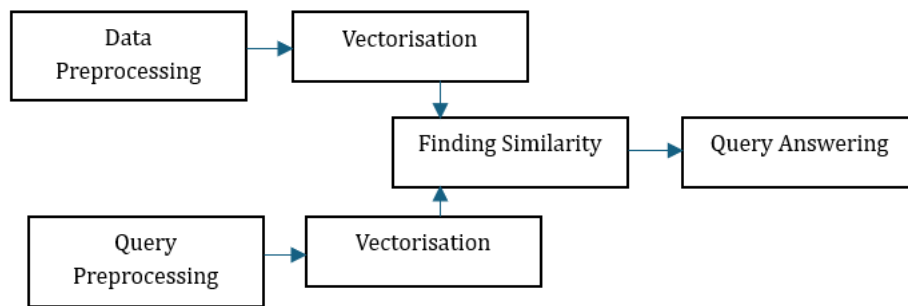 Data
Preprocessing
Vectorisation
Finding Similarity
Query Answering
Query
Preprocessing
Vectorisation